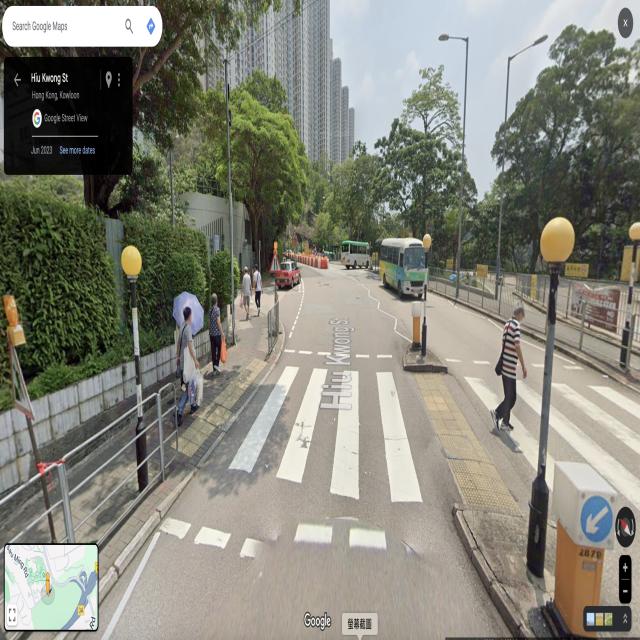 Search Google Maps
Hiu Kwong St
Hong Kong, Kowloon
Google Street View
Jun 2023 See more dates
Hiu Kwong St
2878
Google
螢幕截圖